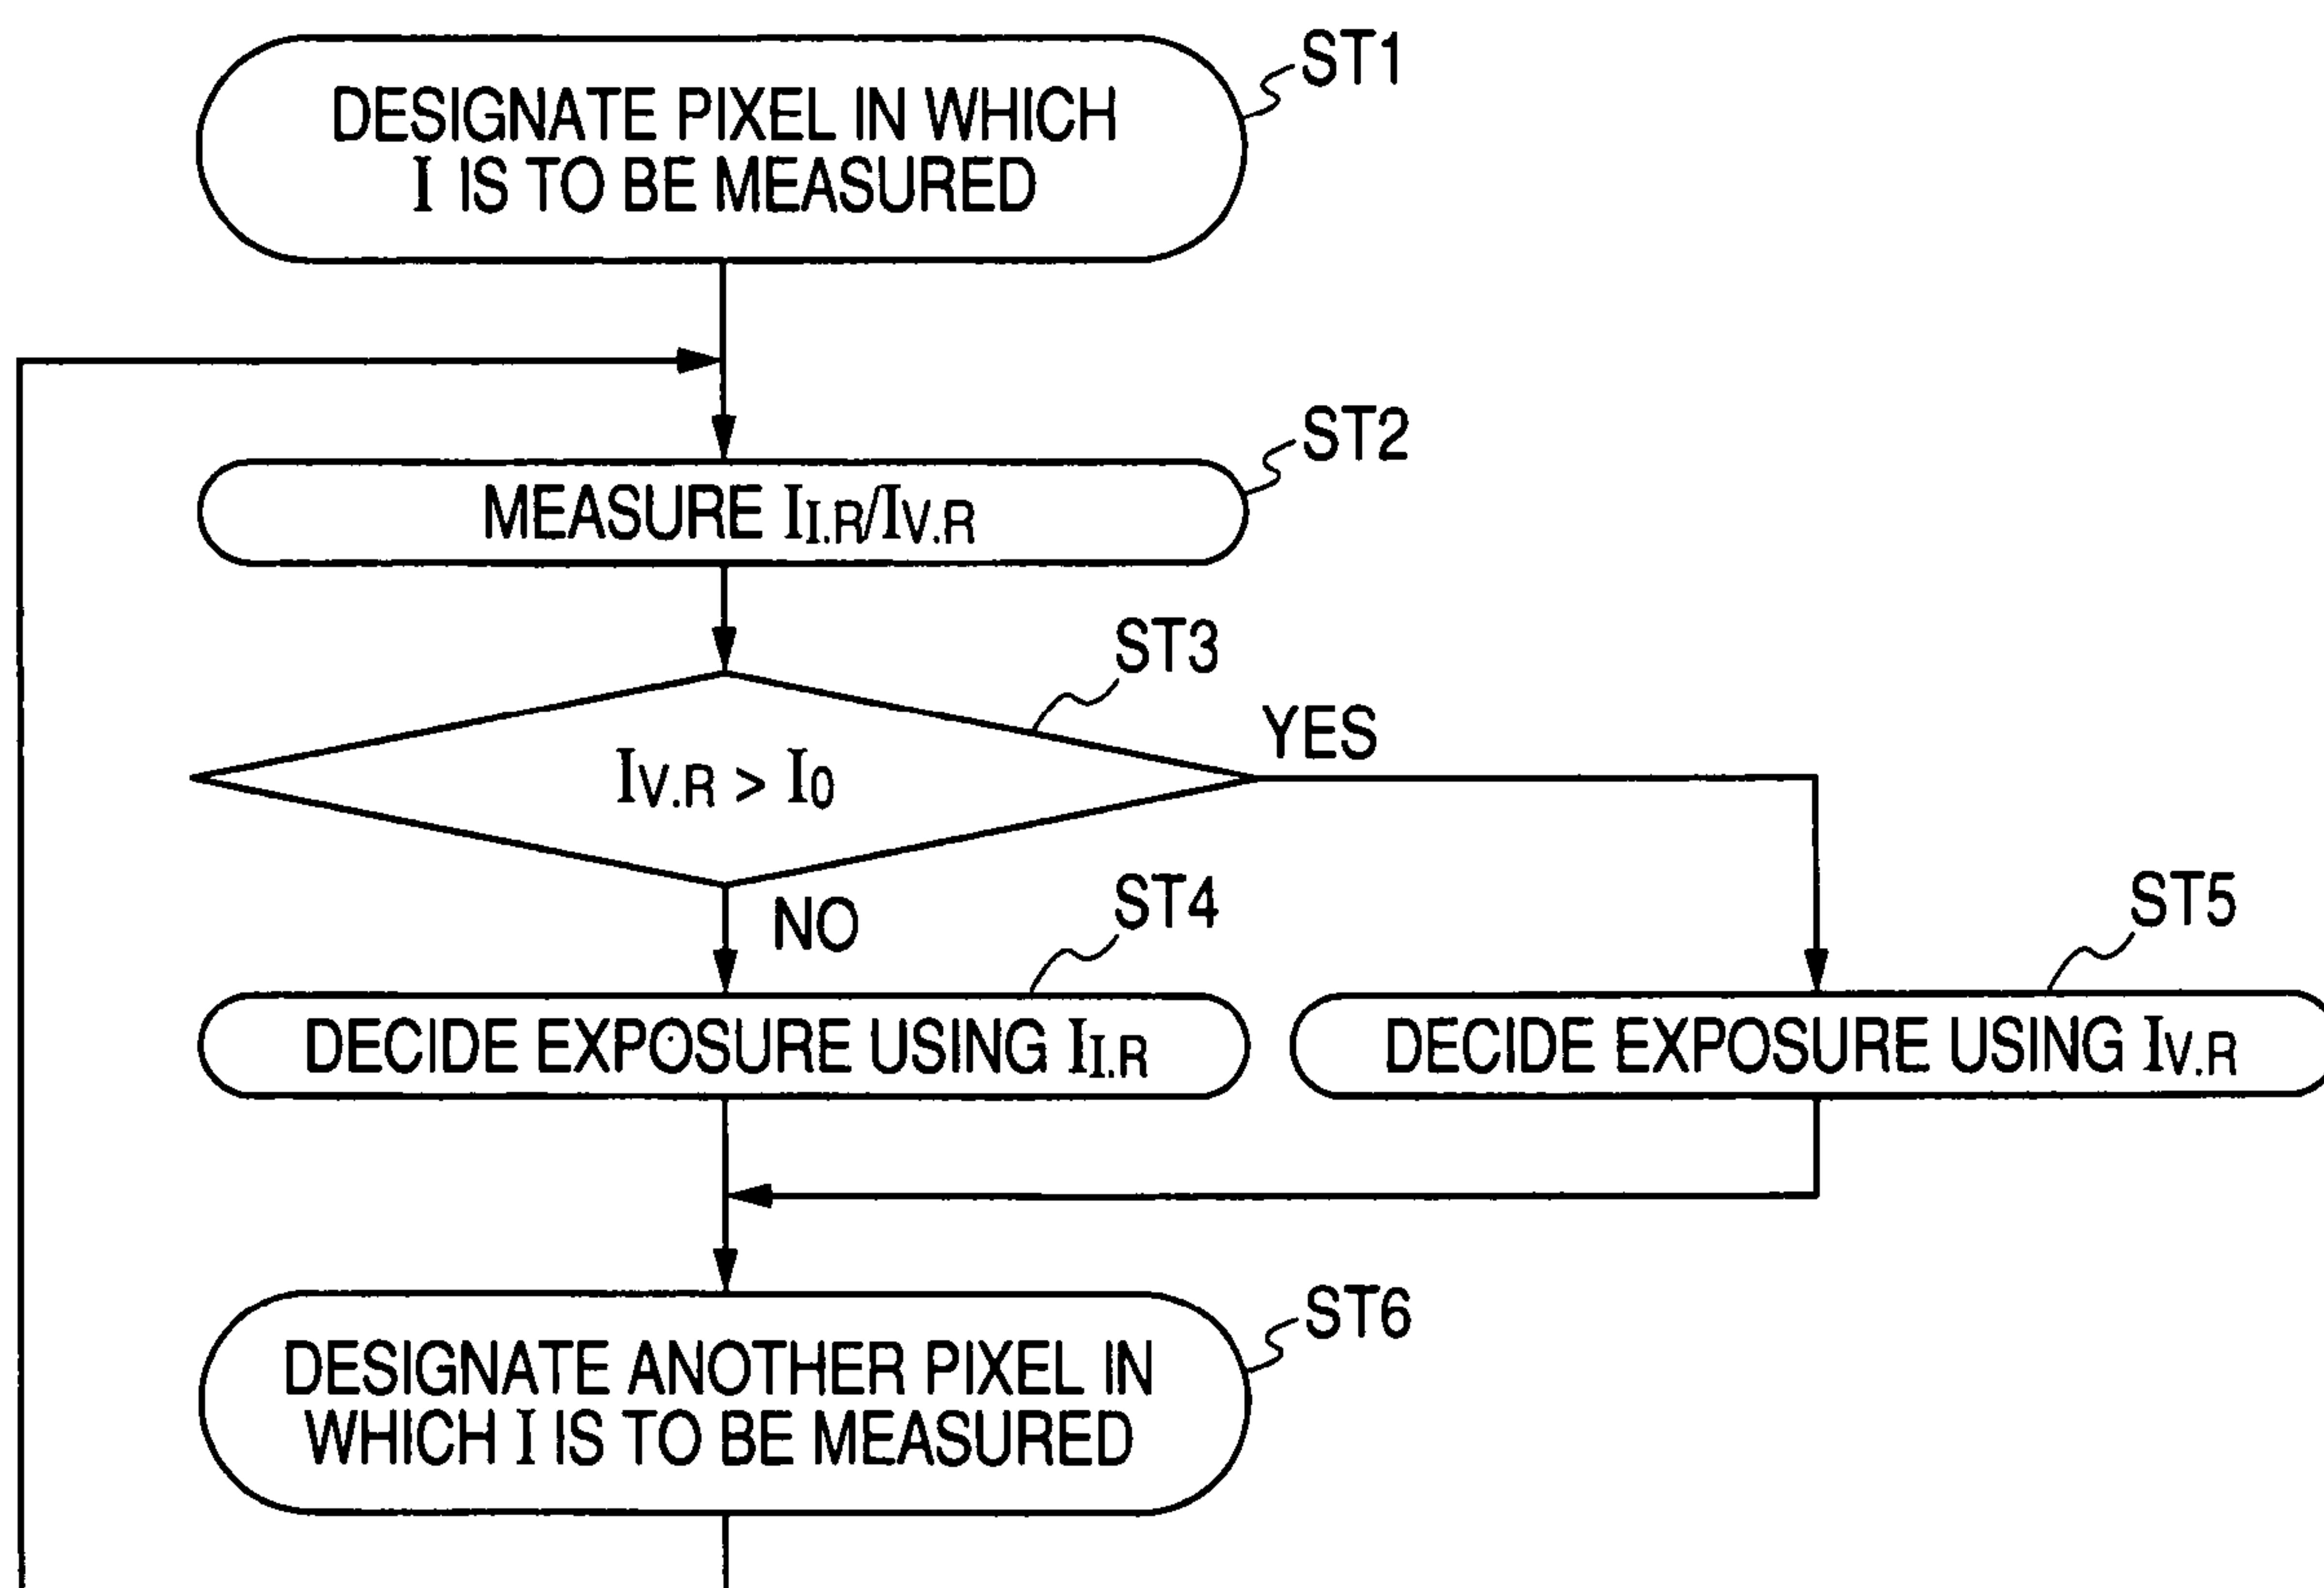 ST1
DESIGNATE PIXEL IN WHICH
I IS TO BE MEASURED
ST2
MEASURE II.R/IV.R
ST3
IV.R > I0
YES
NO
ST4
DECIDE EXPOSURE USING II.R
ST5
DECIDE EXPOSURE USING IV.R
ST6
DESIGNATE ANOTHER PIXEL IN
WHICH I IS TO BE MEASURED